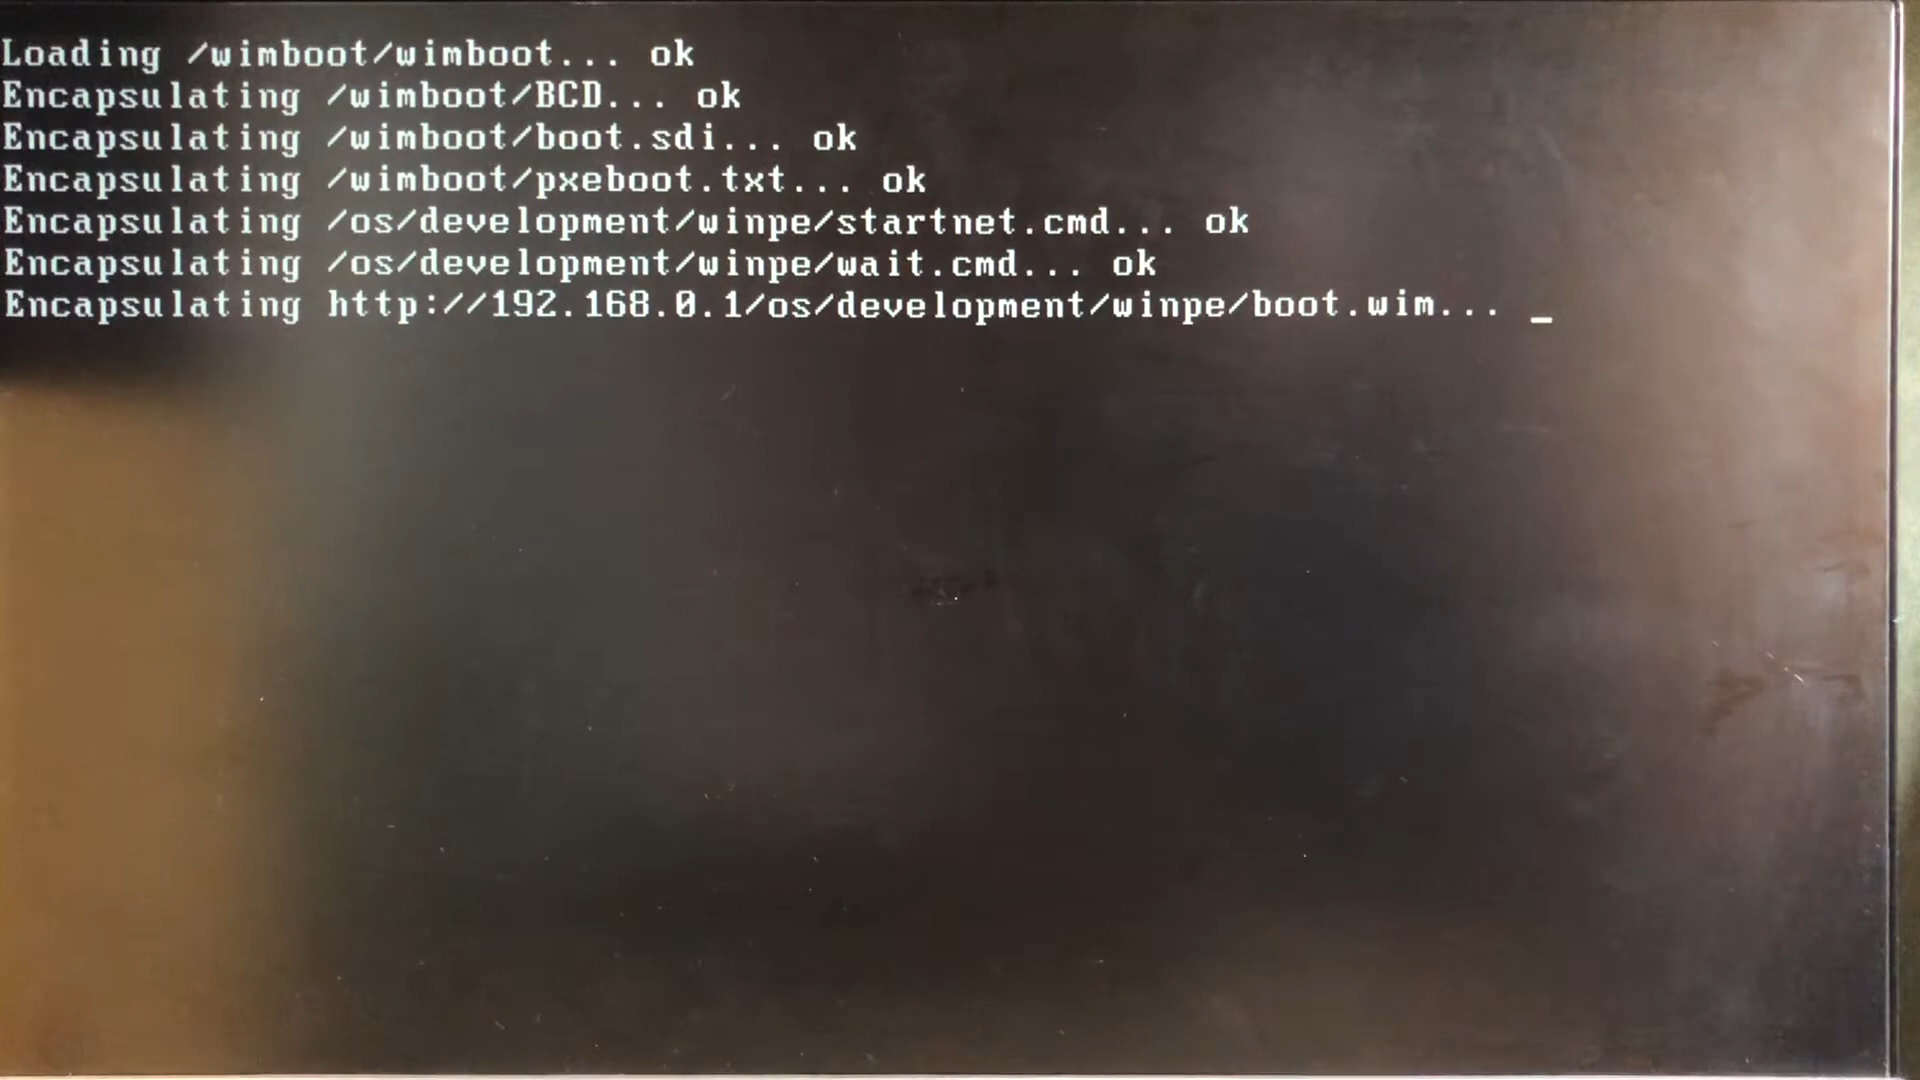 Loading /wimboot/wimboot... ok
Encapsulating /wimboot/BCD... ok
Encapsulating /wimboot/boot.sdi... ok
Encapsulating /wimboot/pxeboot.txt... ok
Encapsulating /os/development/winpe/startnet.cmd... ok
Encapsulating /os/development/winpe/wait.cmd... ok
Encapsulating http://192.168.0.1/os/development/winpe/boot.wim... _